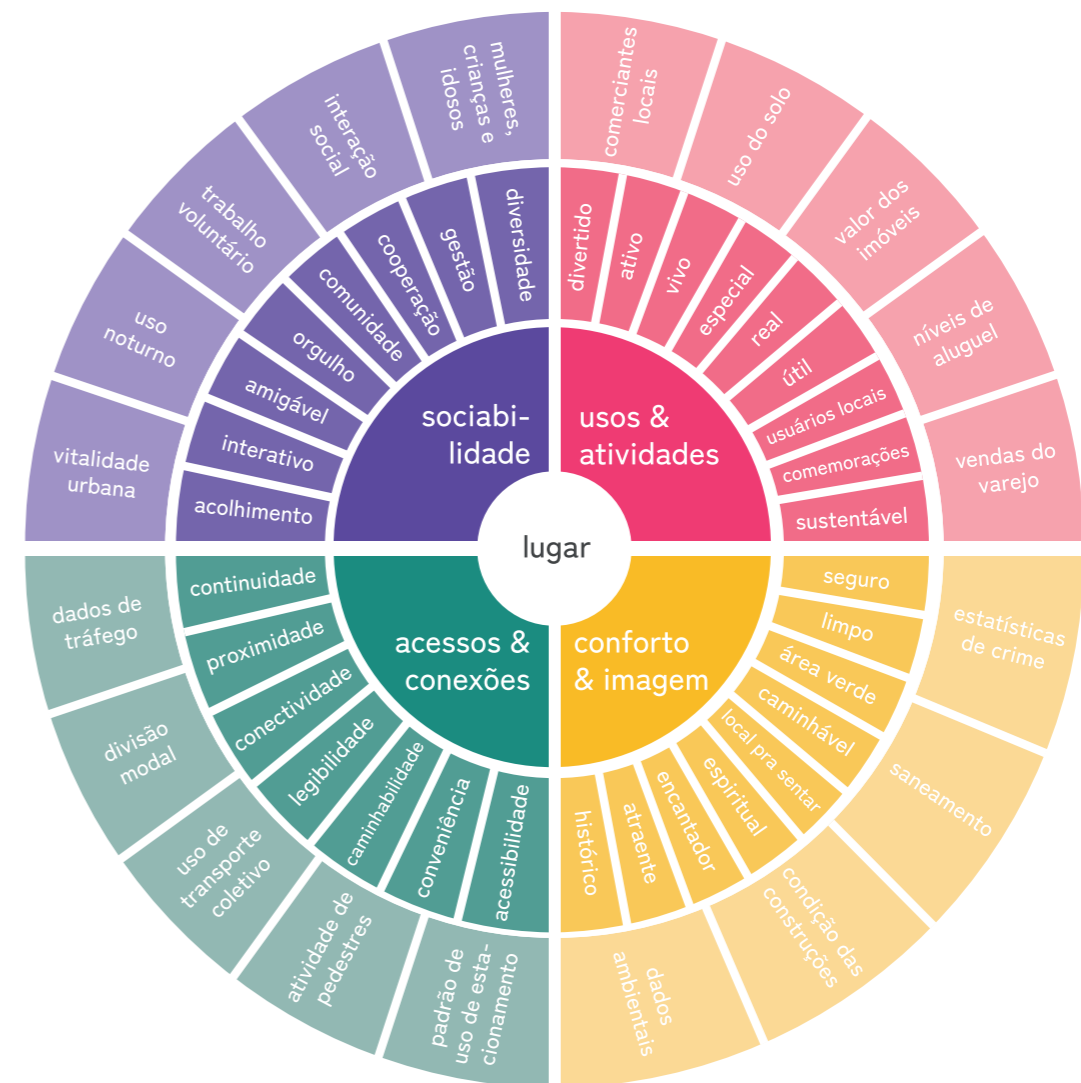 lugar
sociabi-
lidade
usos &
atividades
conforto
& imagem
acessos &
conexões
diversidade
gestão
cooperação
comunidade
orgulho
amigável
interativo
acolhimento
mulheres,
crianças e
idosos
interação
social
trabalho
voluntário
uso
noturno
vitalidade
urbana
divertido
ativo
vivo
especial
real
útil
usuários locais
comemorações
sustentável
comerciantes
locais
uso do solo
valor dos
imóveis
níveis de
aluguel
vendas do
varejo
seguro
limpo
área verde
caminhável
local pra sentar
espiritual
encantador
atraente
histórico
estatísticas
de crime
saneamento
condição das
construções
dados
ambientais
continuidade
proximidade
conectividade
legibilidade
caminhabilidade
conveniência
acessibilidade
dados de
tráfego
divisão
modal
uso de
transporte
coletivo
atividade de
pedestres
padrão de
uso de esta-
cionamento